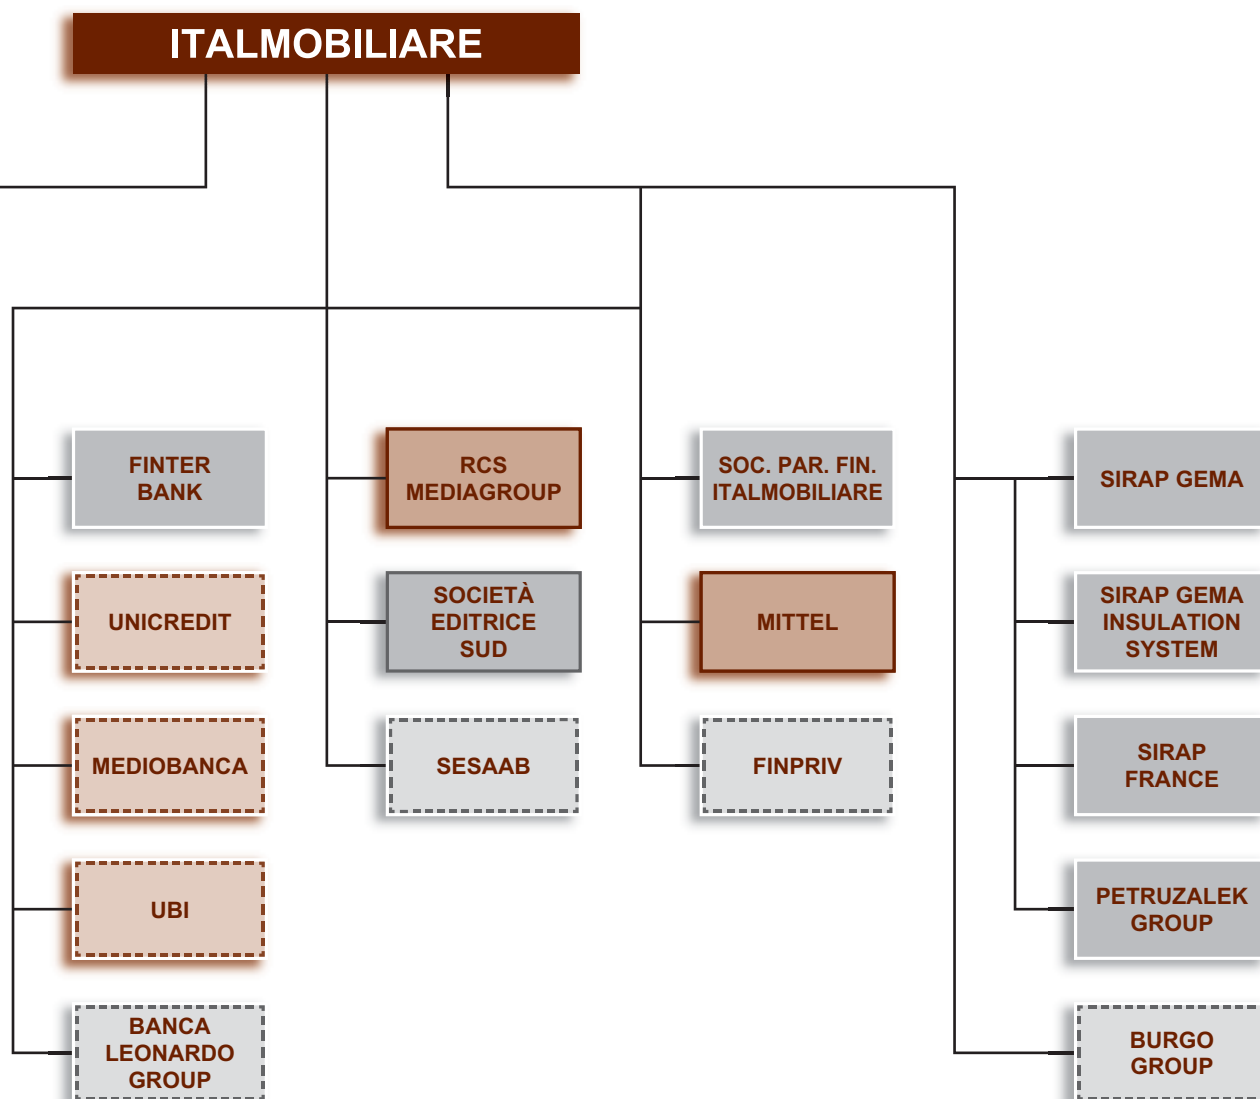 ITALMOBILIARE
FINTER
BANK
UNICREDIT
MEDIOBANCA
UBI
BANCA
LEONARDO
GROUP
RCS
MEDIAGROUP
SOCIETÀ
EDITRICE
SUD
SESAAB
SOC. PAR. FIN.
ITALMOBILIARE
MITTEL
FINPRIV
SIRAP GEMA
SIRAP GEMA
INSULATION
SYSTEM
SIRAP
FRANCE
PETRUZALEK
GROUP
BURGO
GROUP